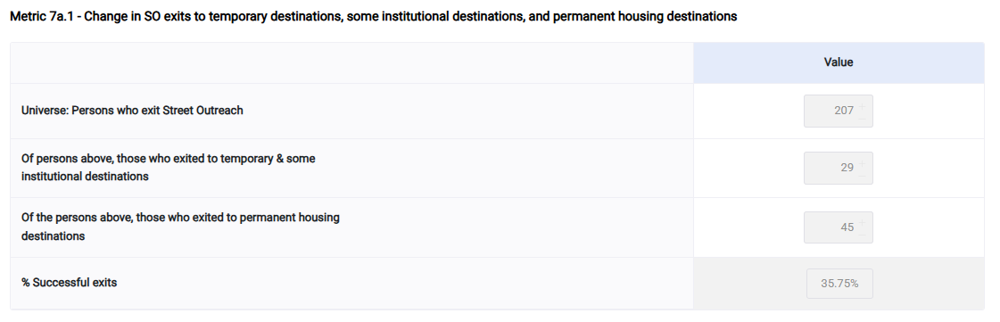 Metric 7a.1 - Change in SO exits to temporary destinations, some institutional destinations, and permanent housing destinations
Value
Universe: Persons who exit Street Outreach
207
Of persons above, those who exited to temporary & some
institutional destinations
29
Of the persons above, those who exited to permanent housing
destinations
45
% Successful exits
35.75%